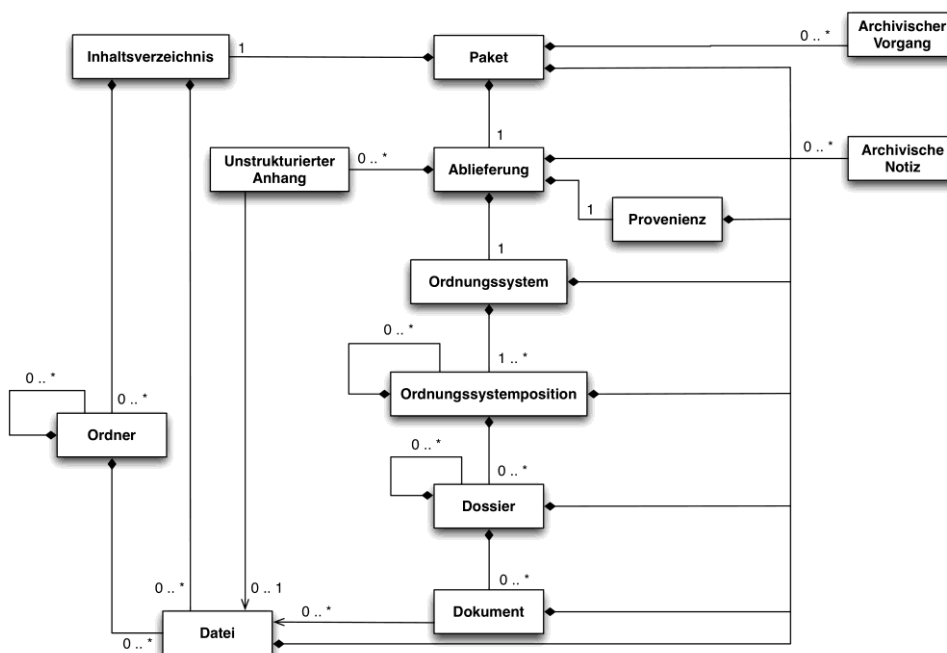 Inhaltsverzeichnis
1
Paket
0 .. *
Archivischer
Vorgang
1
Unstrukturierter
Anhang
0 .. *
Ablieferung
0 .. *
Archivische
Notiz
1
Provenienz
1
Ordnungssystem
0 .. *
1 .. *
Ordnungssystemposition
0 .. *
0 .. *
Ordner
0 .. *
0 .. *
Dossier
0 .. *
0 .. 1
0 .. *
0 .. *
Dokument
0 .. *
Datei